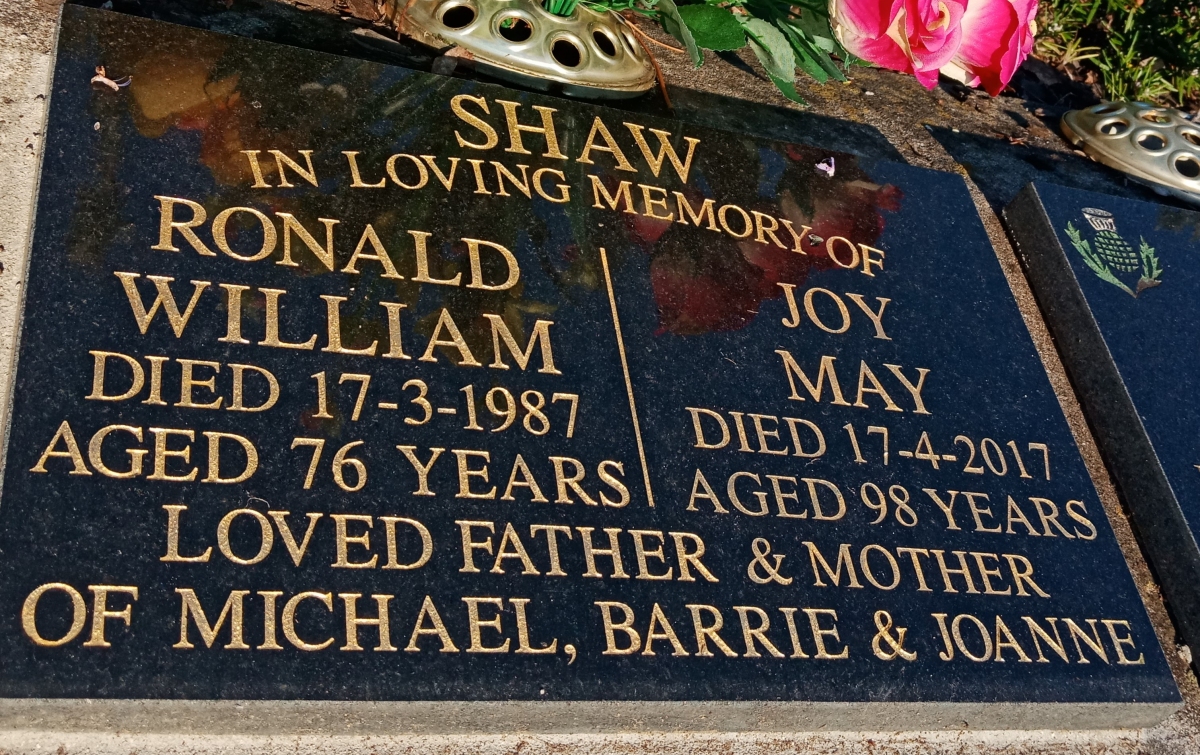 SHAW
IN LOVING MEMORY OF
RONALD
WILLIAM
DIED 17-3-1987
AGED 76 YEARS
JOY
MAY
DIED 17-4-2017
AGED 98 YEARS
LOVED FATHER & MOTHER
OF MICHAEL, BARRIE & JOANNE